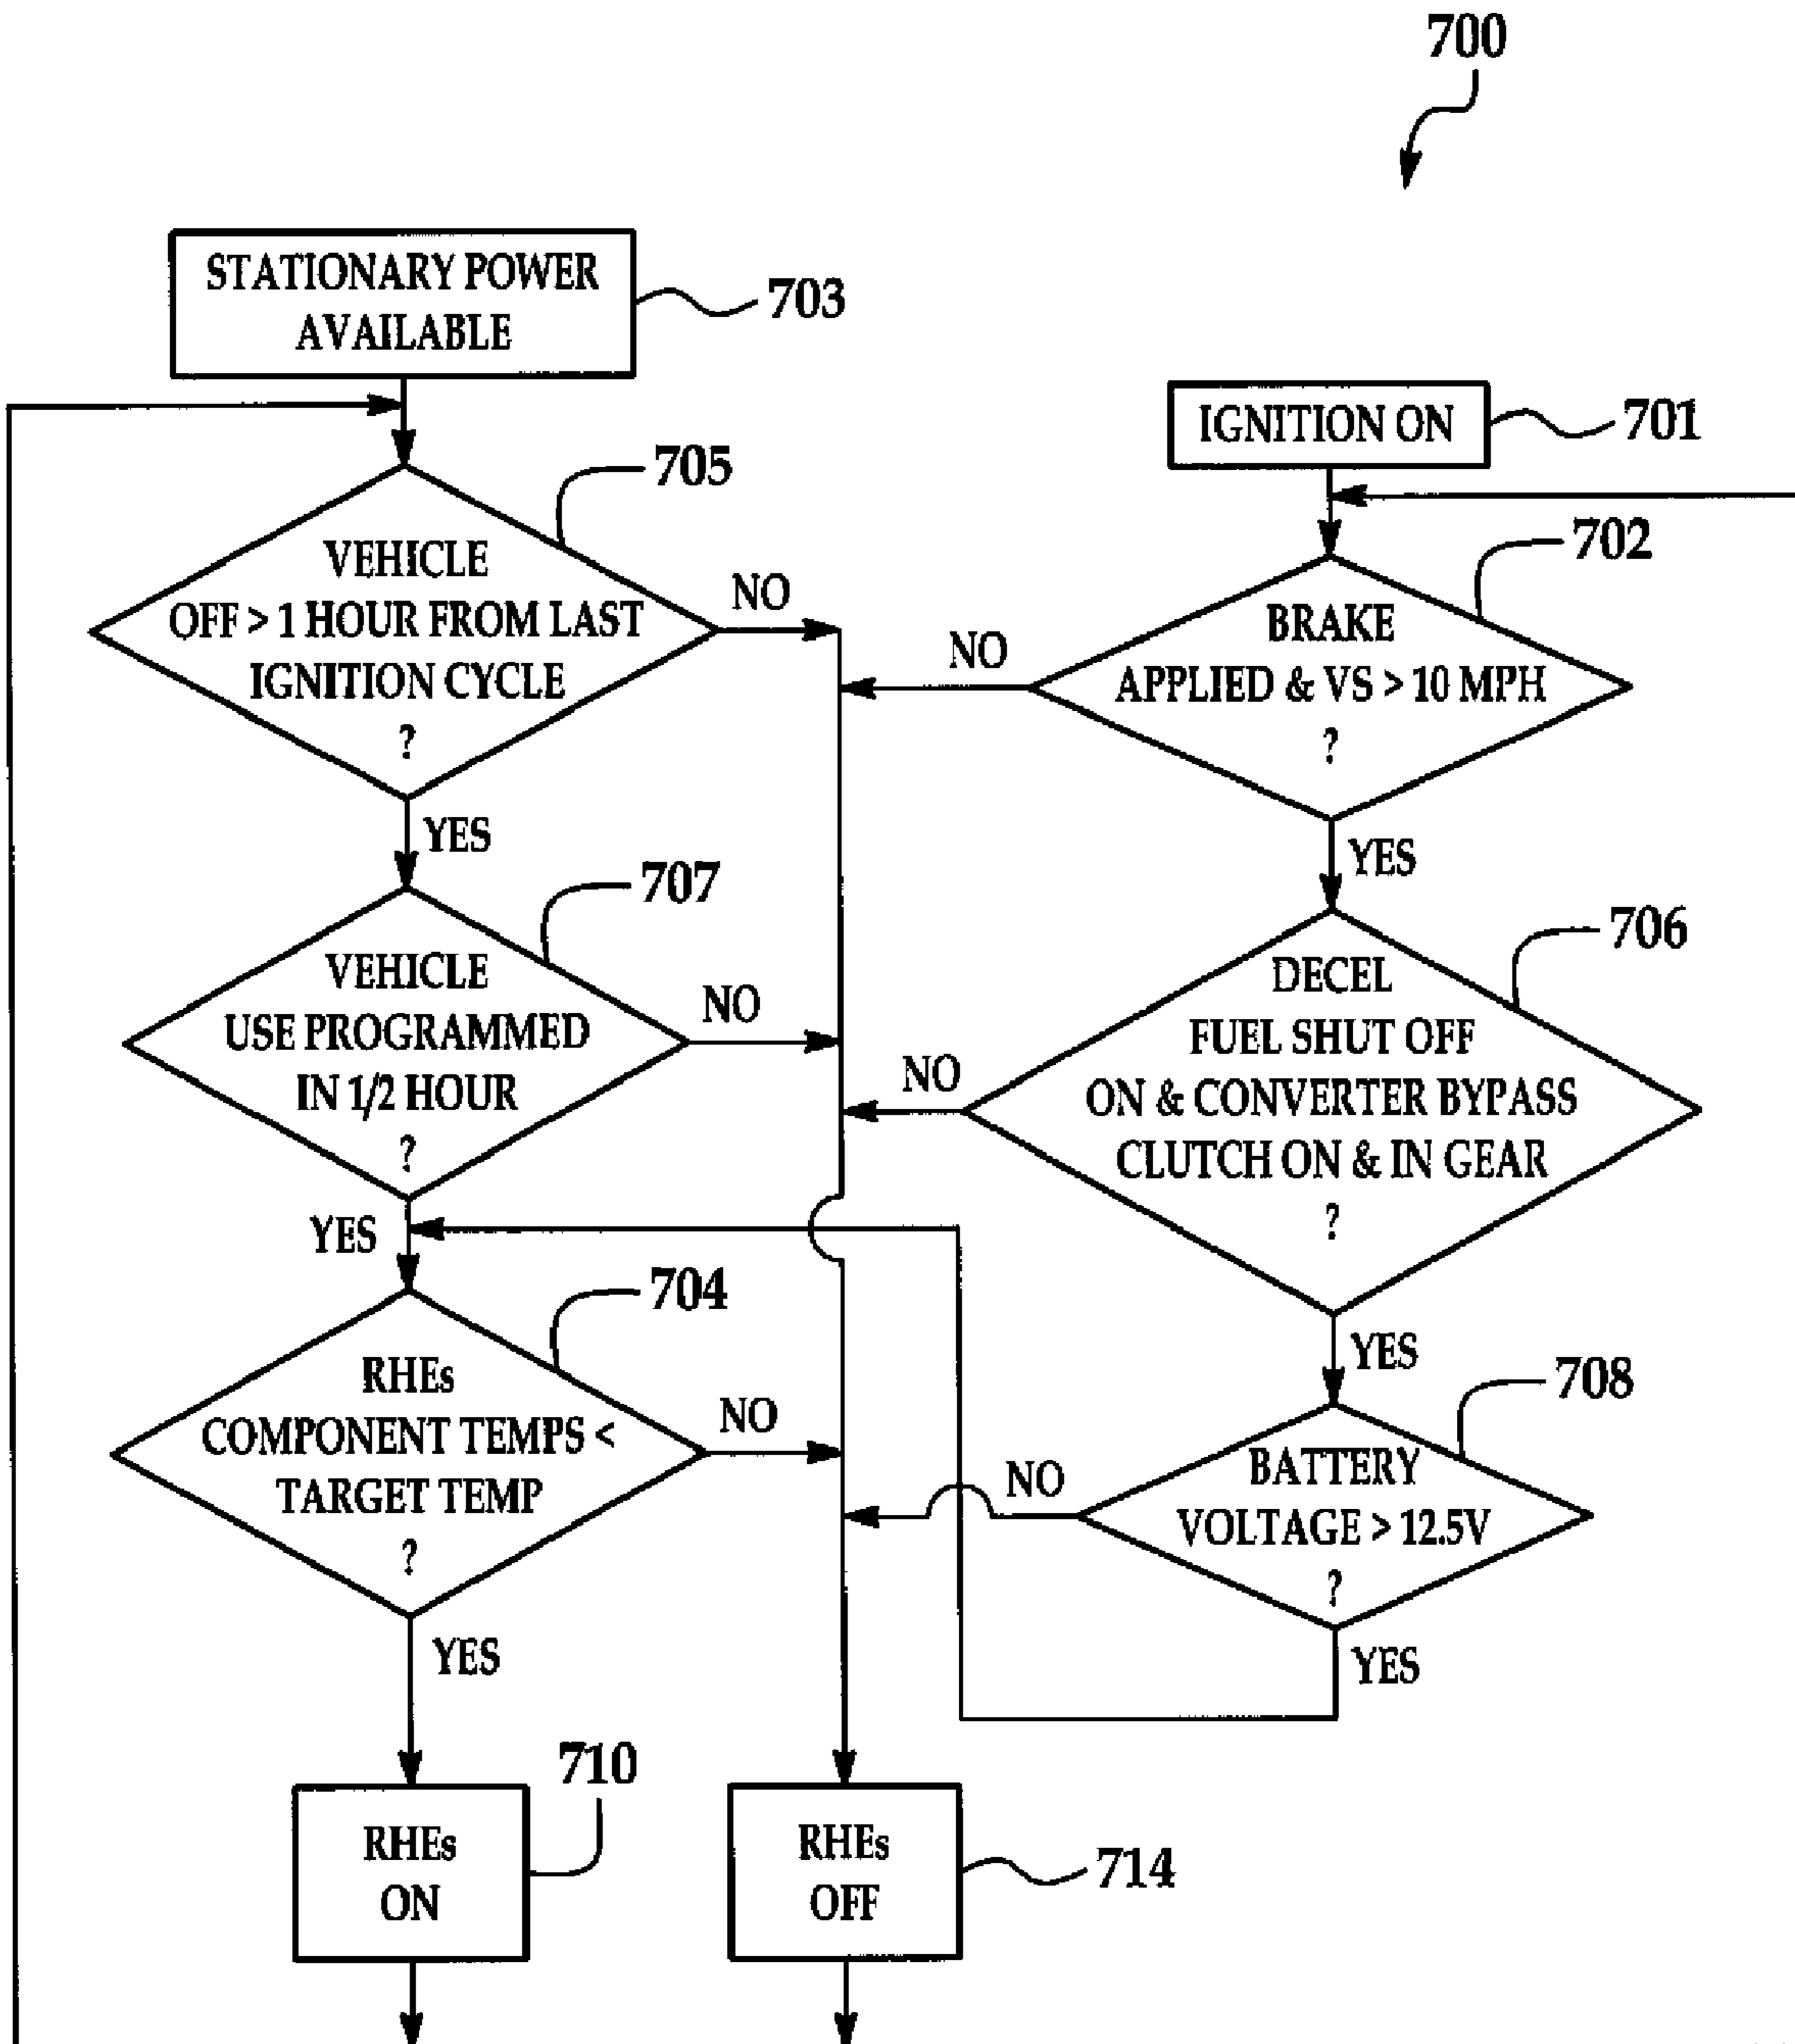 700
STATIONARY POWER
AVAILABLE
703
IGNITION ON
701
705
VEHICLE
OFF > 1 HOUR FROM LAST
IGNITION CYCLE
?
NO
YES
702
BRAKE
APPLIED & VS > 10 MPH
?
NO
YES
707
VEHICLE
USE PROGRAMMED
IN 1/2 HOUR
?
NO
YES
706
DECEL
FUEL SHUT OFF
ON & CONVERTER BYPASS
CLUTCH ON & IN GEAR
?
NO
YES
704
RHEs
COMPONENT TEMPS <
TARGET TEMP
?
NO
YES
708
BATTERY
VOLTAGE > 12.5V
?
NO
YES
710
RHEs
ON
RHEs
OFF
714